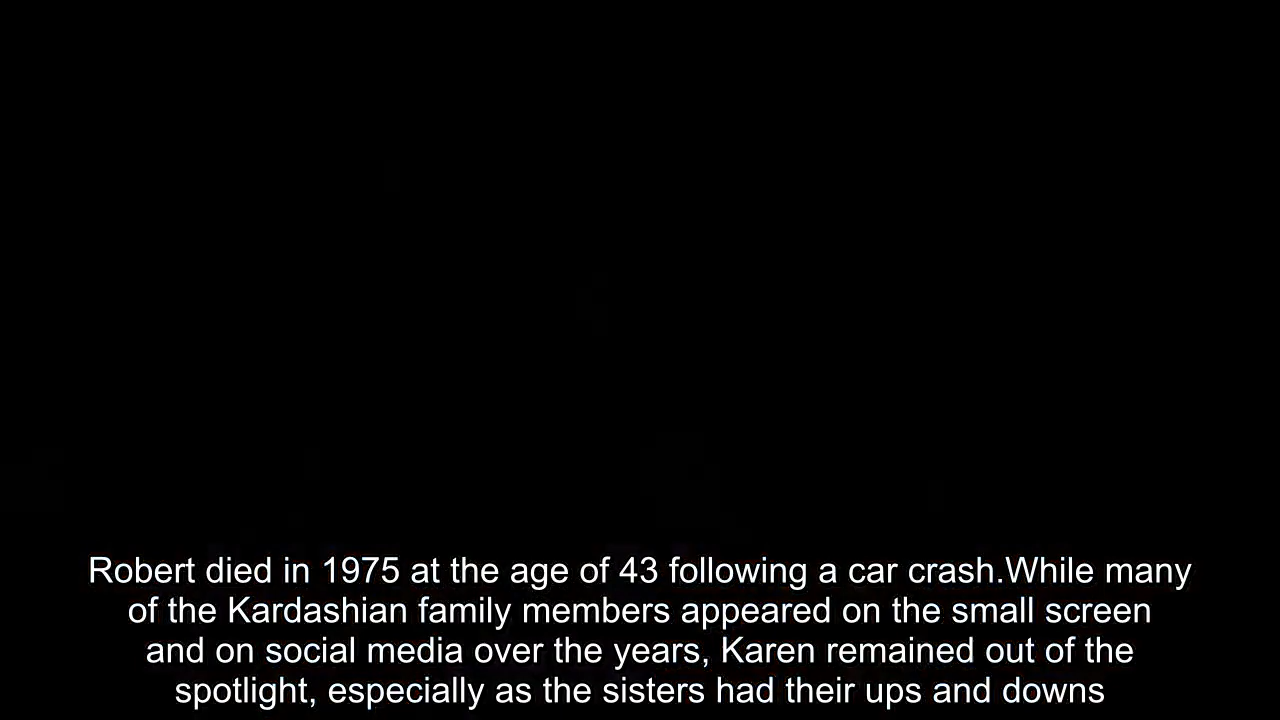 Robert died in 1975 at the age of 43 following a car crash.While many
of the Kardashian family members appeared on the small screen
and on social media over the years, Karen remained out of the
spotlight, especially as the sisters had their ups and downs